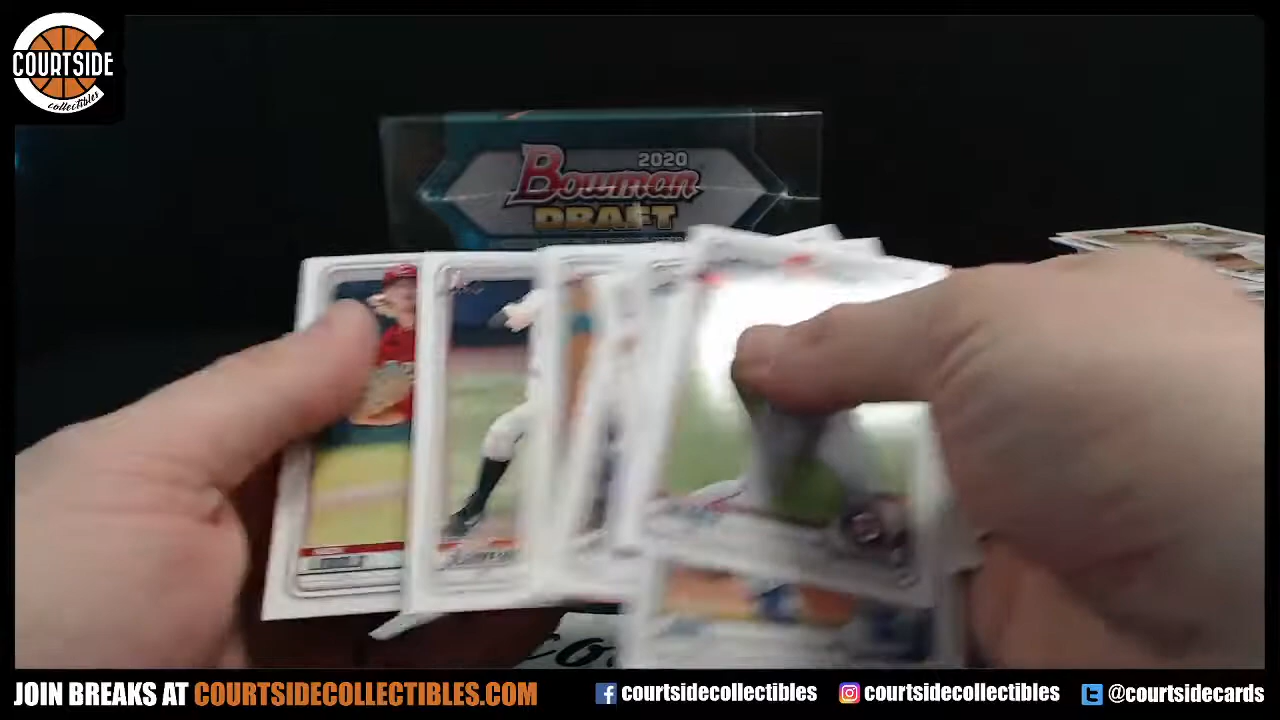 COURTSIDE
collectibles
2020
Bowman
DRAFT
JOIN BREAKS AT COURTSIDECOLLECTIBLES.COM
courtsidecollectibles
courtsidecollectibles
@courtsidecards